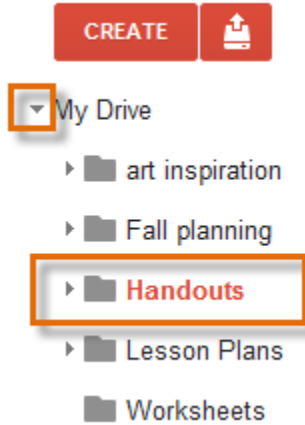 CREATE
My Drive
art inspiration
Fall planning
Handouts
Lesson Plans
Worksheets